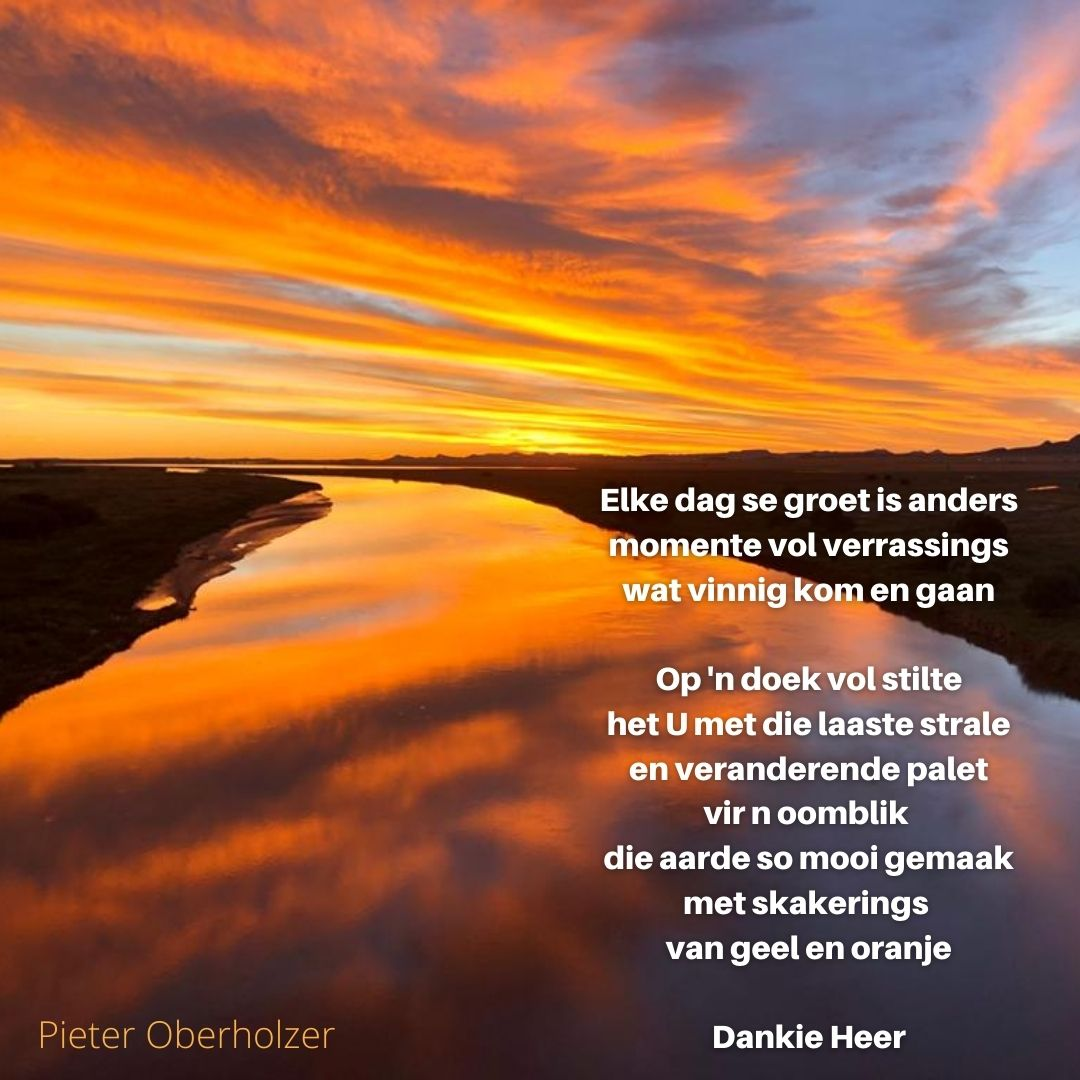 Elke dag se groet is anders
momente vol verrassings
wat vinnig kom en gaan

Op 'n doek vol stilte
het U met die laaste strale
en veranderende palet
vir n oomblik
die aarde so mooi gemaak
met skakerings
van geel en oranje

Dankie Heer
Pieter Oberholzer